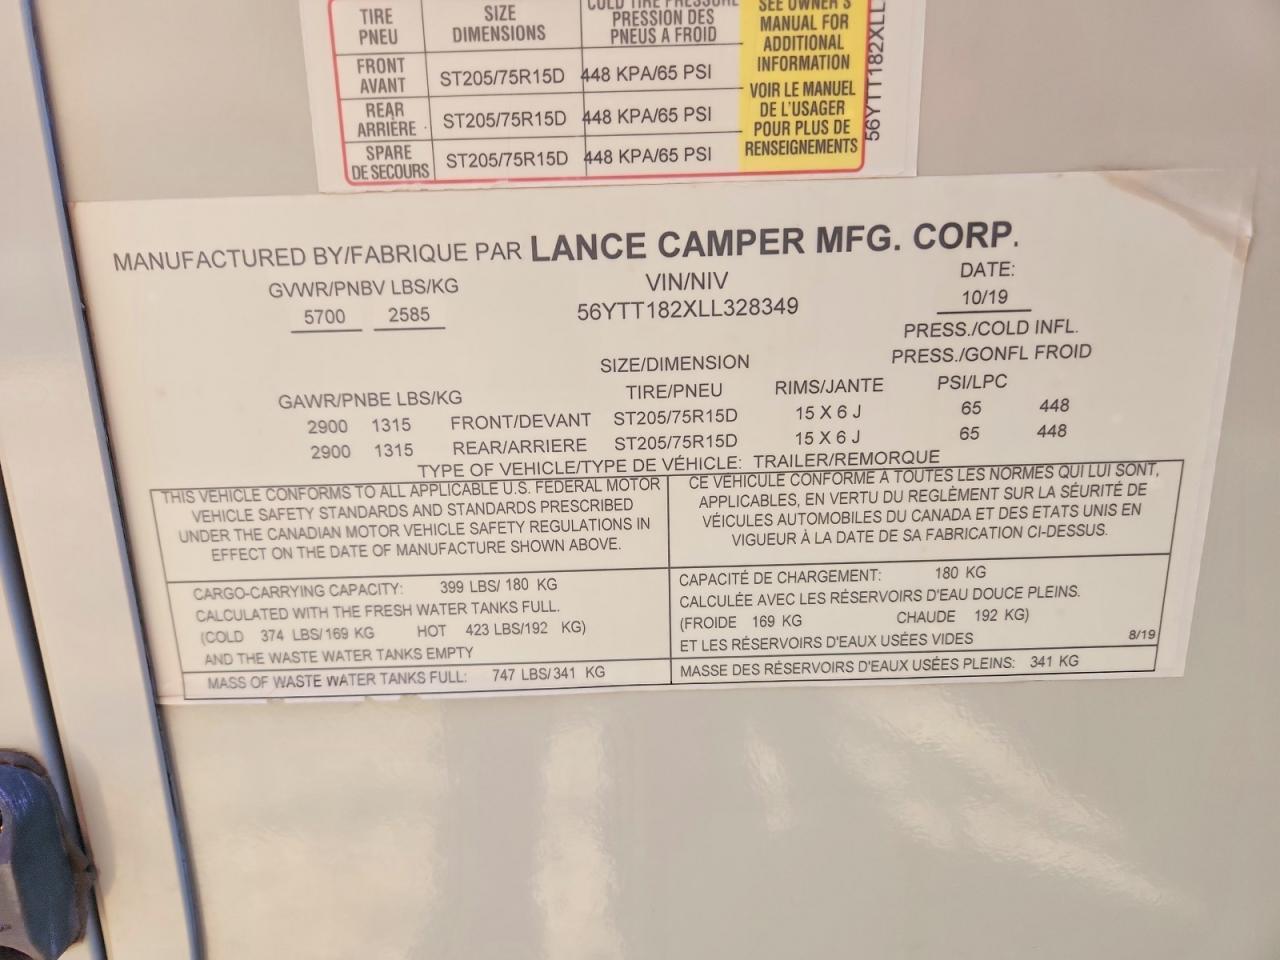 TIRE SIZE COLD TIRE PRESSURE SEE OWNER'S
PNEU DIMENSIONS PRESSION DES MANUAL FOR
PNEUS A FROID ADDITIONAL
INFORMATION
FRONT
AVANT ST205/75R15D 448 KPA/65 PSI
VOIR LE MANUEL
REAR DE L'USAGER
ARRIÈRE ST205/75R15D 448 KPA/65 PSI POUR PLUS DE
RENSEIGNEMENTS
SPARE
DE SECOURS ST205/75R15D 448 KPA/65 PSI
56YTT182XLL
MANUFACTURED BY/FABRIQUE PAR LANCE CAMPER MFG. CORP.
GVWR/PNBV LBS/KG VIN/NIV DATE:
5700 2585 56YTT182XLL328349 10/19
PRESS./COLD INFL.
SIZE/DIMENSION PRESS./GONFL FROID
GAWR/PNBE LBS/KG TIRE/PNEU RIMS/JANTE PSI/LPC
2900 1315 FRONT/DEVANT ST205/75R15D 15 X 6 J 65 448
2900 1315 REAR/ARRIERE ST205/75R15D 15 X 6 J 65 448
TYPE OF VEHICLE/TYPE DE VÉHICLE: TRAILER/REMORQUE
THIS VEHICLE CONFORMS TO ALL APPLICABLE U.S. FEDERAL MOTOR
VEHICLE SAFETY STANDARDS AND STANDARDS PRESCRIBED
UNDER THE CANADIAN MOTOR VEHICLE SAFETY REGULATIONS IN
EFFECT ON THE DATE OF MANUFACTURE SHOWN ABOVE.
CE VÉHICULE CONFORME À TOUTES LES NORMES QUI LUI SONT,
APPLICABLES, EN VERTU DU REGLÈMENT SUR LA SÉURITÉ DE
VÉICULES AUTOMOBILES DU CANADA ET DES ETATS UNIS EN
VIGUEUR À LA DATE DE SA FABRICATION CI-DESSUS.
CARGO-CARRYING CAPACITY: 399 LBS/ 180 KG
CALCULATED WITH THE FRESH WATER TANKS FULL.
(COLD 374 LBS/169 KG HOT 423 LBS/192 KG)
AND THE WASTE WATER TANKS EMPTY
CAPACITÉ DE CHARGEMENT: 180 KG
CALCULÉE AVEC LES RÉSERVOIRS D'EAU DOUCE PLEINS.
(FROIDE 169 KG CHAUDE 192 KG)
ET LES RÉSERVOIRS D'EAUX USÉES VIDES 8/19
MASS OF WASTE WATER TANKS FULL: 747 LBS/341 KG
MASSE DES RÉSERVOIRS D'EAUX USÉES PLEINS: 341 KG